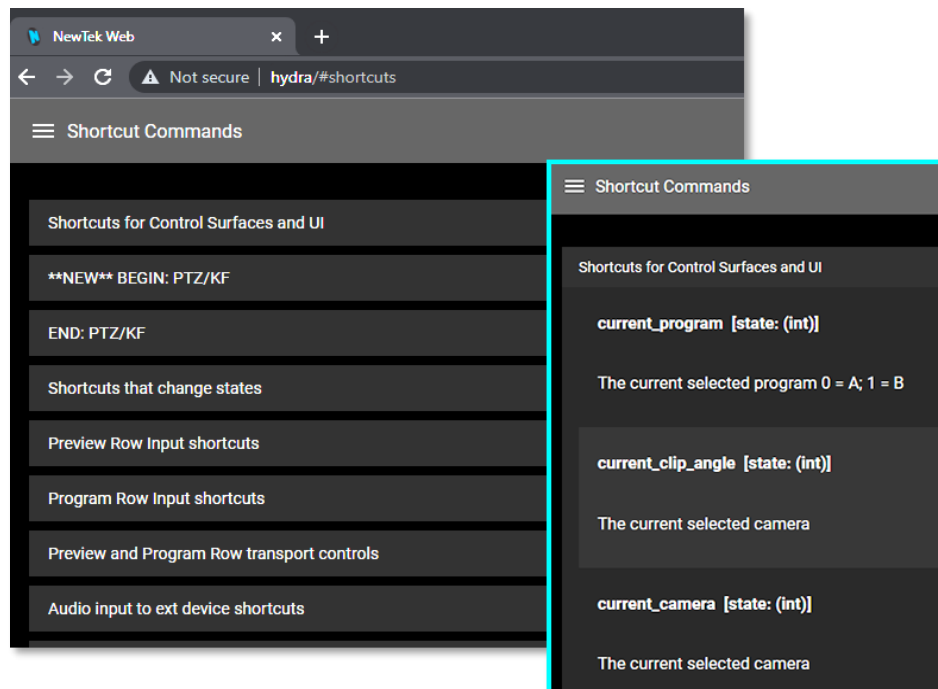 NewTek Web
Not secure | hydra/#shortcuts
Shortcut Commands
Shortcuts for Control Surfaces and UI
**NEW** BEGIN: PTZ/KF
END: PTZ/KF
Shortcuts that change states
Preview Row Input shortcuts
Program Row Input shortcuts
Preview and Program Row transport controls
Audio input to ext device shortcuts
Shortcut Commands
Shortcuts for Control Surfaces and UI
current_program [state: (int)]
The current selected program 0 = A; 1 = B
current_clip_angle [state: (int)]
The current selected camera
current_camera [state: (int)]
The current selected camera